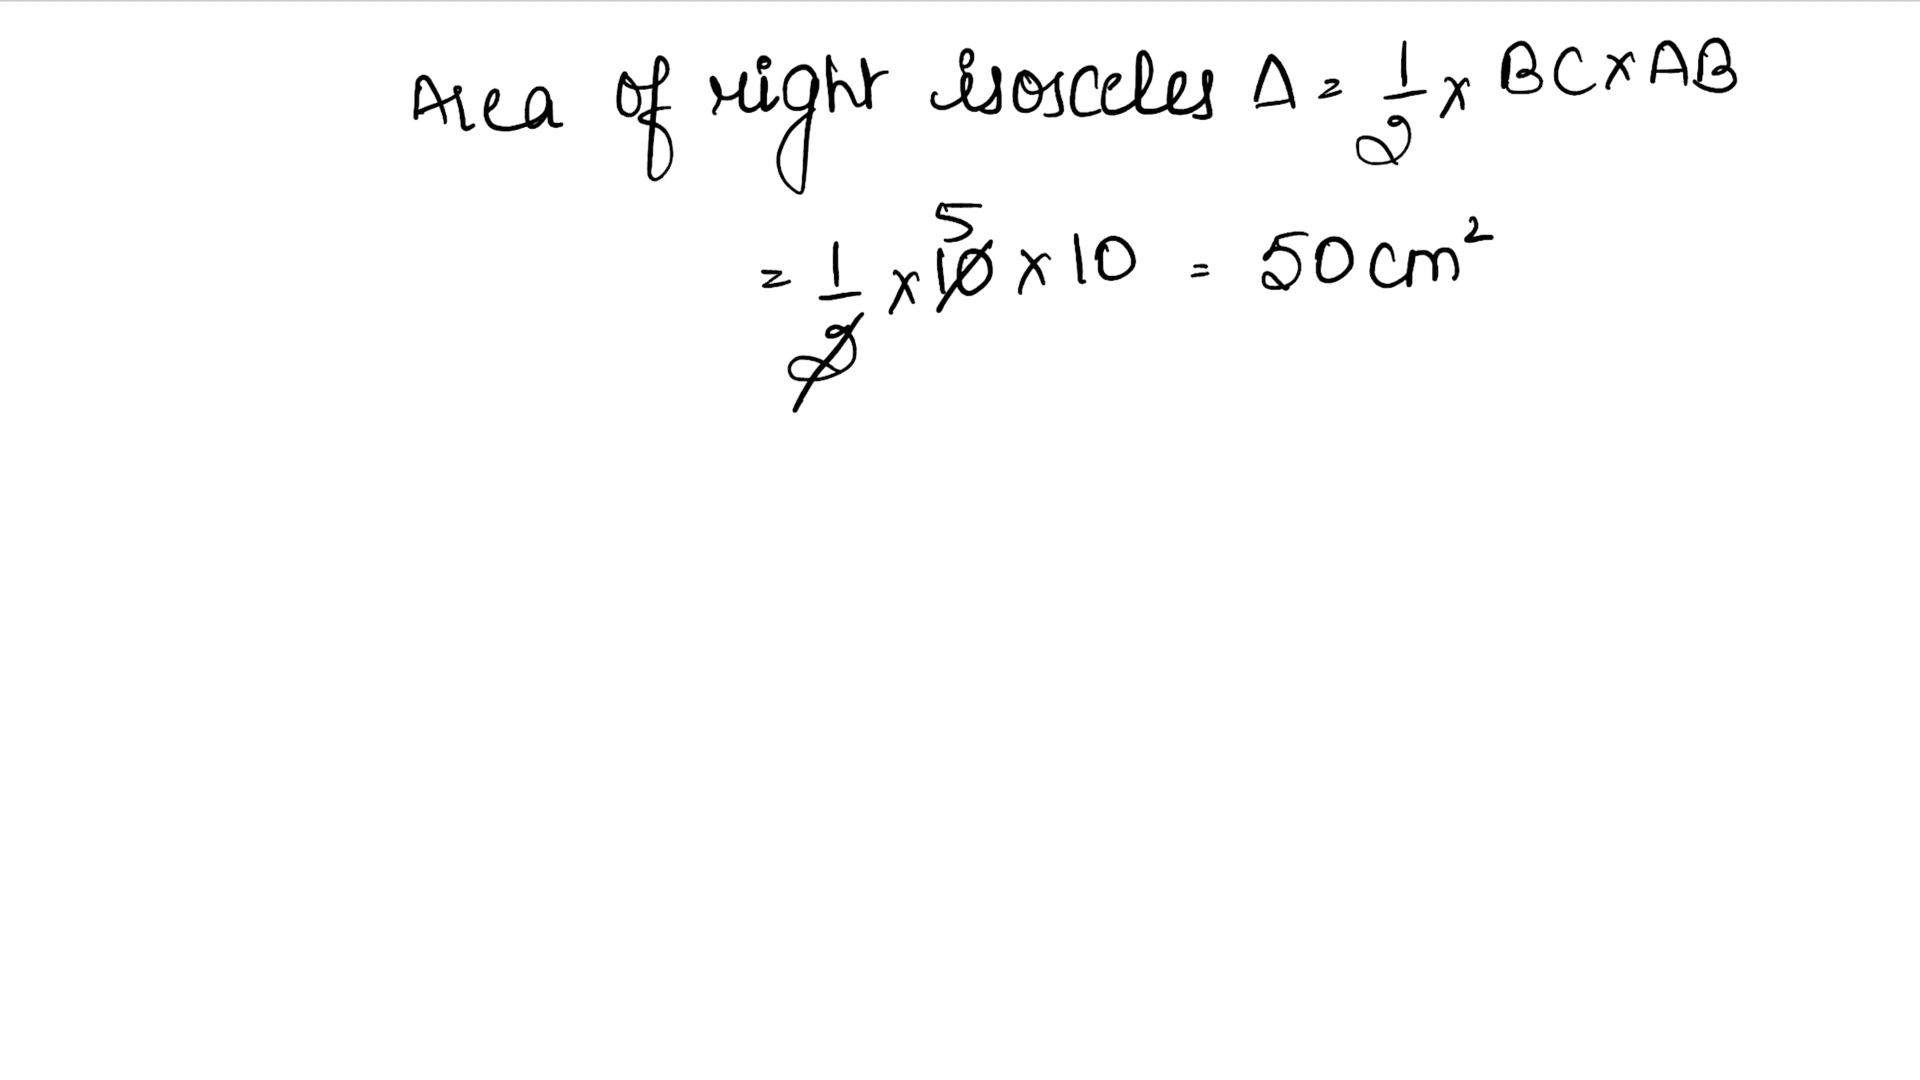 Area of right isosceles Δ = 1/2 x BC x AB
= 1/2 x 10 5 x 10 = 50 cm²